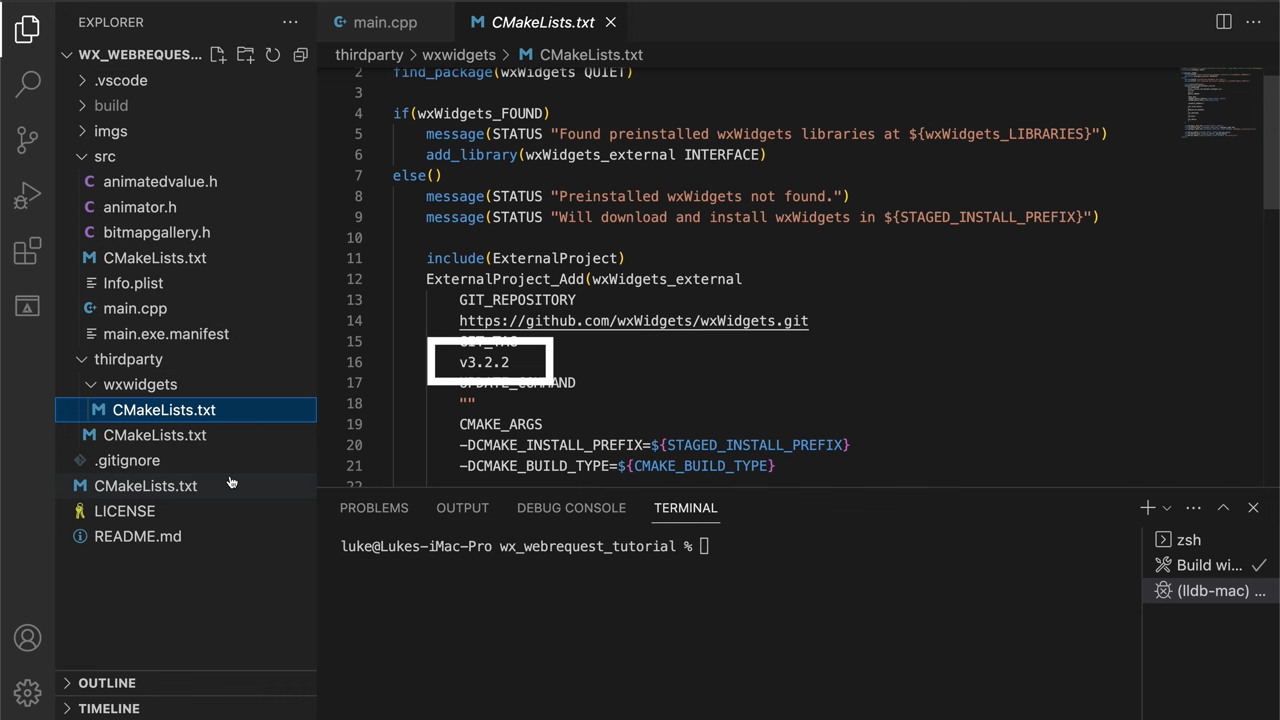 EXPLORER
WX_WEBREQUES...
.vscode
build
imgs
src
animatedvalue.h
animator.h
bitmapgallery.h
CMakeLists.txt
Info.plist
main.cpp
main.exe.manifest
thirdparty
wxwidgets
CMakeLists.txt
CMakeLists.txt
.gitignore
CMakeLists.txt
LICENSE
README.md
OUTLINE
TIMELINE
main.cpp
CMakeLists.txt
thirdparty > wxwidgets > CMakeLists.txt
2 find_package(wxWidgets QUIET)
3
4 if(wxWidgets_FOUND)
5 message(STATUS "Found preinstalled wxWidgets libraries at ${wxWidgets_LIBRARIES}")
6 add_library(wxWidgets_external INTERFACE)
7 else()
8 message(STATUS "Preinstalled wxWidgets not found.")
9 message(STATUS "Will download and install wxWidgets in ${STAGED_INSTALL_PREFIX}")
10
11 include(ExternalProject)
12 ExternalProject_Add(wxWidgets_external
13 GIT_REPOSITORY
14 https://github.com/wxWidgets/wxWidgets.git
15 GIT_TAG
16 v3.2.2
17 UPDATE_COMMAND
18 ""
19 CMAKE_ARGS
20 -DCMAKE_INSTALL_PREFIX=${STAGED_INSTALL_PREFIX}
21 -DCMAKE_BUILD_TYPE=${CMAKE_BUILD_TYPE}
22
PROBLEMS OUTPUT DEBUG CONSOLE TERMINAL
luke@Lukes-iMac-Pro wx_webrequest_tutorial %
zsh
Build wi...
(lldb-mac) ...